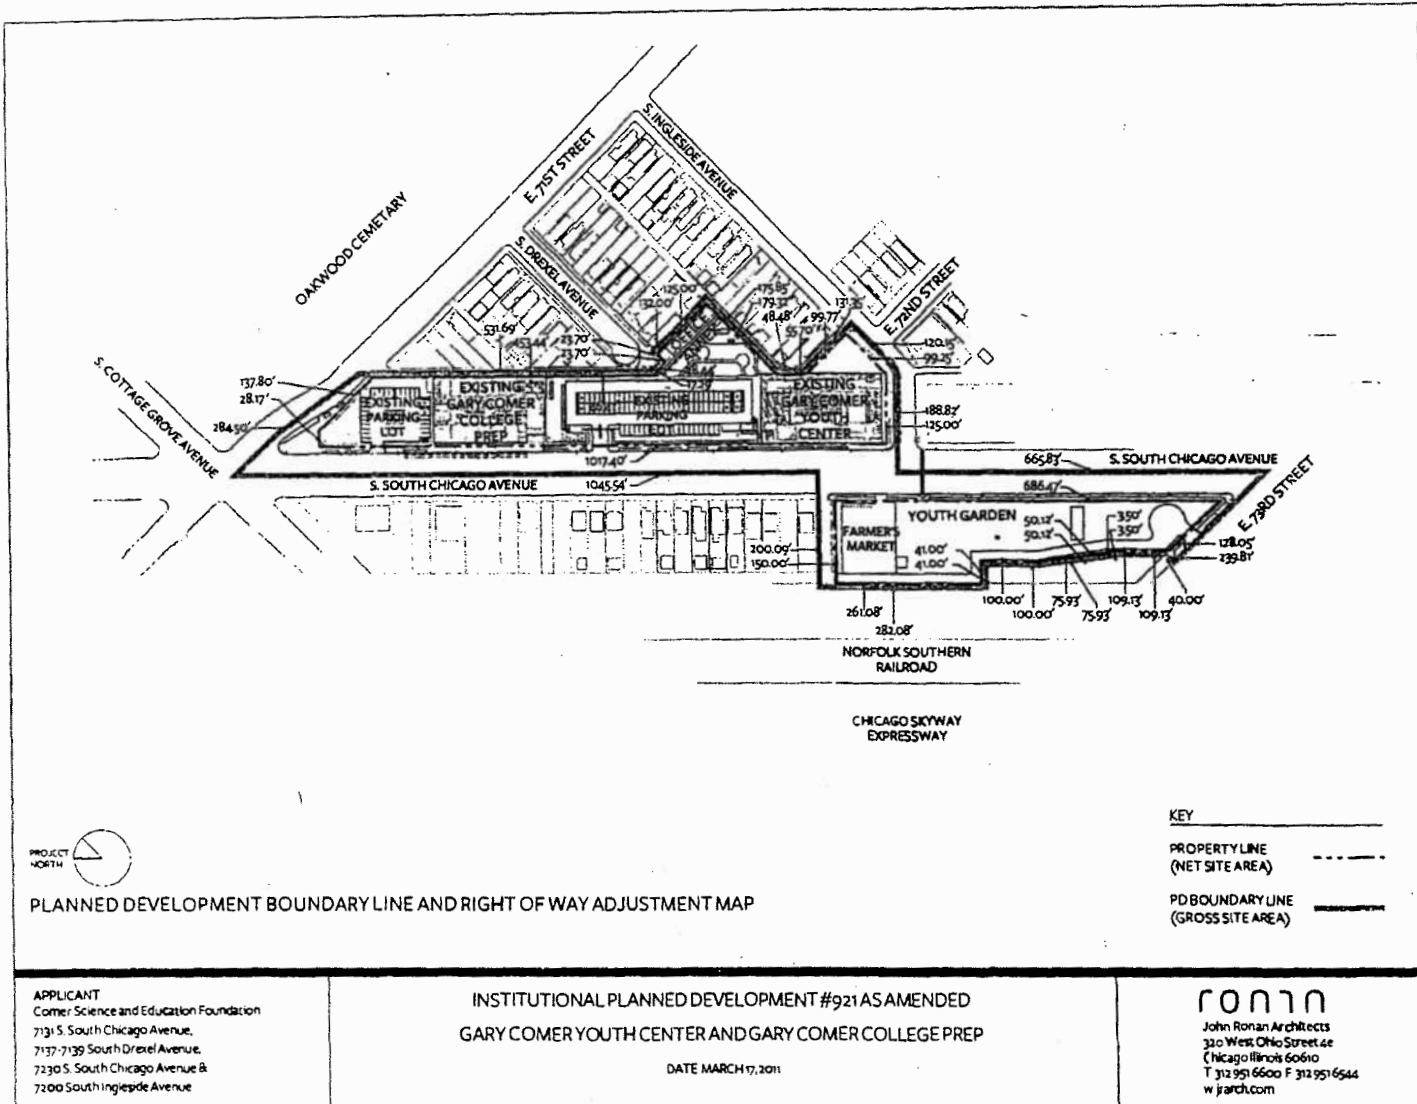 S. INGLESIDE AVENUE
E. 71ST STREET
OAKWOOD CEMETARY
S. DREXEL AVENUE
E. 72ND STREET
S. COTTAGE GROVE AVENUE
125.00'
132.00'
175.85'
179.32'
48.48'
99.77'
55.70'
131.35'
120.15'
99.25'
531.69'
453.44'
23.70'
23.70'
OFFICE
48.44'
17.29'
137.80'
28.17'
284.50'
EXISTING
PARKING
LOT
EXISTING
GARY COMER
COLLEGE
PREP
EXISTING
PARKING
LOT
EXISTING
GARY COMER
YOUTH
CENTER
188.82'
125.00'
1017.40'
S. SOUTH CHICAGO AVENUE
1045.54'
665.83'
S. SOUTH CHICAGO AVENUE
686.47'
E. 73RD STREET
YOUTH GARDEN
FARMER'S
MARKET
50.12'
50.12'
3.50'
3.50'
41.00'
41.00'
200.09'
150.00'
128.05'
239.81'
100.00'
100.00'
75.93'
75.93'
109.13'
109.13'
40.00'
261.08'
282.08'
NORFOLK SOUTHERN
RAILROAD
CHICAGO SKYWAY
EXPRESSWAY
PROJECT
NORTH
KEY
PROPERTY LINE
(NET SITE AREA)
PD BOUNDARY LINE
(GROSS SITE AREA)
PLANNED DEVELOPMENT BOUNDARY LINE AND RIGHT OF WAY ADJUSTMENT MAP
APPLICANT
Comer Science and Education Foundation
7131 S. South Chicago Avenue,
7137-7139 South Drexel Avenue,
7230 S. South Chicago Avenue &
7200 South Ingleside Avenue
INSTITUTIONAL PLANNED DEVELOPMENT #921 AS AMENDED
GARY COMER YOUTH CENTER AND GARY COMER COLLEGE PREP
DATE MARCH 17, 2011
ronan
John Ronan Architects
320 West Ohio Street 4e
Chicago Illinois 60610
T 312 951 6600 F 312 951 6544
w jrarch.com